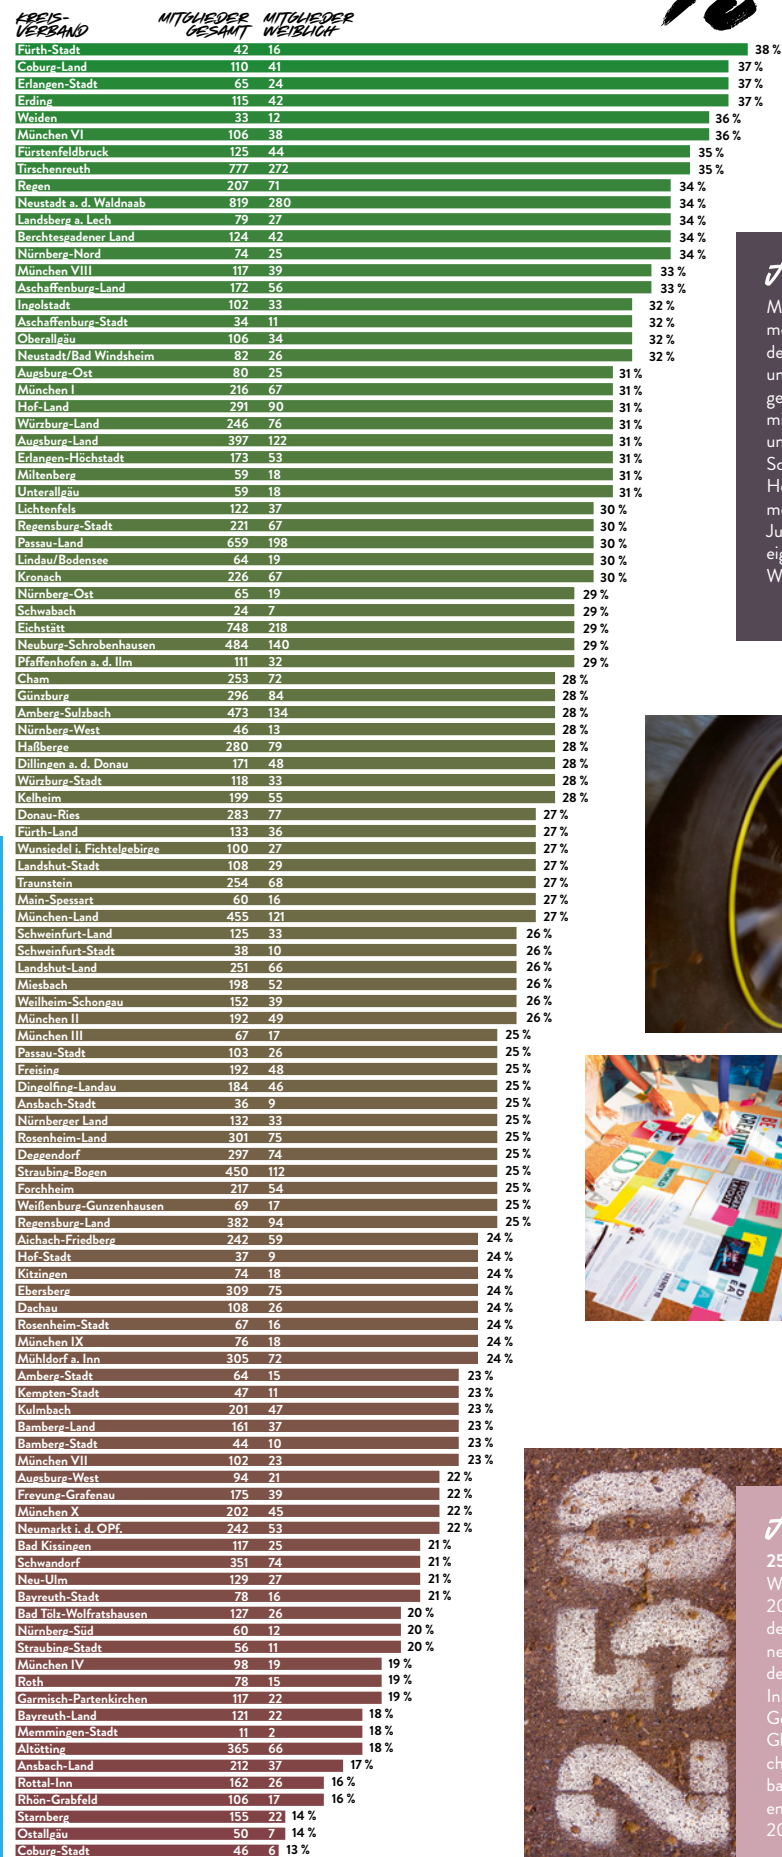 %
KREIS-
VERBAND
MITGLIEDER
GESAMT
MITGLIEDER
WEIBLICH
Fürth-Stadt 42 16 38 %
Coburg-Land 110 41 37 %
Erlangen-Stadt 65 24 37 %
Erding 115 42 37 %
Weiden 33 12 36 %
München VI 106 38 36 %
Fürstenfeldbruck 125 44 35 %
Tirschenreuth 777 272 35 %
Regen 207 71 34 %
Neustadt a. d. Waldnaab 819 280 34 %
Landsberg a. Lech 79 27 34 %
Berchtesgadener Land 124 42 34 %
Nürnberg-Nord 74 25 34 %
München VIII 117 39 33 %
Aschaffenburg-Land 172 56 33 %
Ingolstadt 102 33 32 %
Aschaffenburg-Stadt 34 11 32 %
Oberallgäu 106 34 32 %
Neustadt/Bad Windsheim 82 26 32 %
Augsburg-Ost 80 25 31 %
München I 216 67 31 %
Hof-Land 291 90 31 %
Würzburg-Land 246 76 31 %
Augsburg-Land 397 122 31 %
Erlangen-Höchstadt 173 53 31 %
Miltenberg 59 18 31 %
Unterallgäu 59 18 31 %
Lichtenfels 122 37 30 %
Regensburg-Stadt 221 67 30 %
Passau-Land 659 198 30 %
Lindau/Bodensee 64 19 30 %
Kronach 226 67 30 %
Nürnberg-Ost 65 19 29 %
Schwabach 24 7 29 %
Eichstätt 748 218 29 %
Neuburg-Schrobenhausen 484 140 29 %
Pfaffenhofen a. d. Ilm 111 32 29 %
Cham 253 72 28 %
Günzburg 296 84 28 %
Amberg-Sulzbach 473 134 28 %
Nürnberg-West 46 13 28 %
Haßberge 280 79 28 %
Dillingen a. d. Donau 171 48 28 %
Würzburg-Stadt 118 33 28 %
Kelheim 199 55 28 %
Donau-Ries 283 77 27 %
Fürth-Land 133 36 27 %
Wunsiedel i. Fichtelgebirge 100 27 27 %
Landshut-Stadt 108 29 27 %
Traunstein 254 68 27 %
Main-Spessart 60 16 27 %
München-Land 455 121 27 %
Schweinfurt-Land 125 33 26 %
Schweinfurt-Stadt 38 10 26 %
Landshut-Land 251 66 26 %
Miesbach 198 52 26 %
Weilheim-Schongau 152 39 26 %
München II 192 49 26 %
München III 67 17 25 %
Passau-Stadt 103 26 25 %
Freising 192 48 25 %
Dingolfing-Landau 184 46 25 %
Ansbach-Stadt 36 9 25 %
Nürnberger Land 132 33 25 %
Rosenheim-Land 301 75 25 %
Deggendorf 297 74 25 %
Straubing-Bogen 450 112 25 %
Forchheim 217 54 25 %
Weißenburg-Gunzenhausen 69 17 25 %
Regensburg-Land 382 94 25 %
Aichach-Friedberg 242 59 24 %
Hof-Stadt 37 9 24 %
Kitzingen 74 18 24 %
Ebersberg 309 75 24 %
Dachau 108 26 24 %
Rosenheim-Stadt 67 16 24 %
München IX 76 18 24 %
Mühldorf a. Inn 305 72 24 %
Amberg-Stadt 64 15 23 %
Kempten-Stadt 47 11 23 %
Kulmbach 201 47 23 %
Bamberg-Land 161 37 23 %
Bamberg-Stadt 44 10 23 %
München VII 102 23 23 %
Augsburg-West 94 21 22 %
Freyung-Grafenau 175 39 22 %
München X 202 45 22 %
Neumarkt i. d. OPf. 242 53 22 %
Bad Kissingen 117 25 21 %
Schwandorf 351 74 21 %
Neu-Ulm 129 27 21 %
Bayreuth-Stadt 78 16 21 %
Bad Tölz-Wolfratshausen 127 26 20 %
Nürnberg-Süd 60 12 20 %
Straubing-Stadt 56 11 20 %
München IV 98 19 19 %
Roth 78 15 19 %
Garmisch-Partenkirchen 117 22 19 %
Bayreuth-Land 121 22 18 %
Memmingen-Stadt 11 2 18 %
Altötting 365 66 18 %
Ansbach-Land 212 37 17 %
Rottal-Inn 162 26 16 %
Rhön-Grabfeld 106 17 16 %
Starnberg 155 22 14 %
Ostallgäu 50 7 14 %
Coburg-Stadt 46 6 13 %
IDEA
BE
CREATIVE
WORLD
250